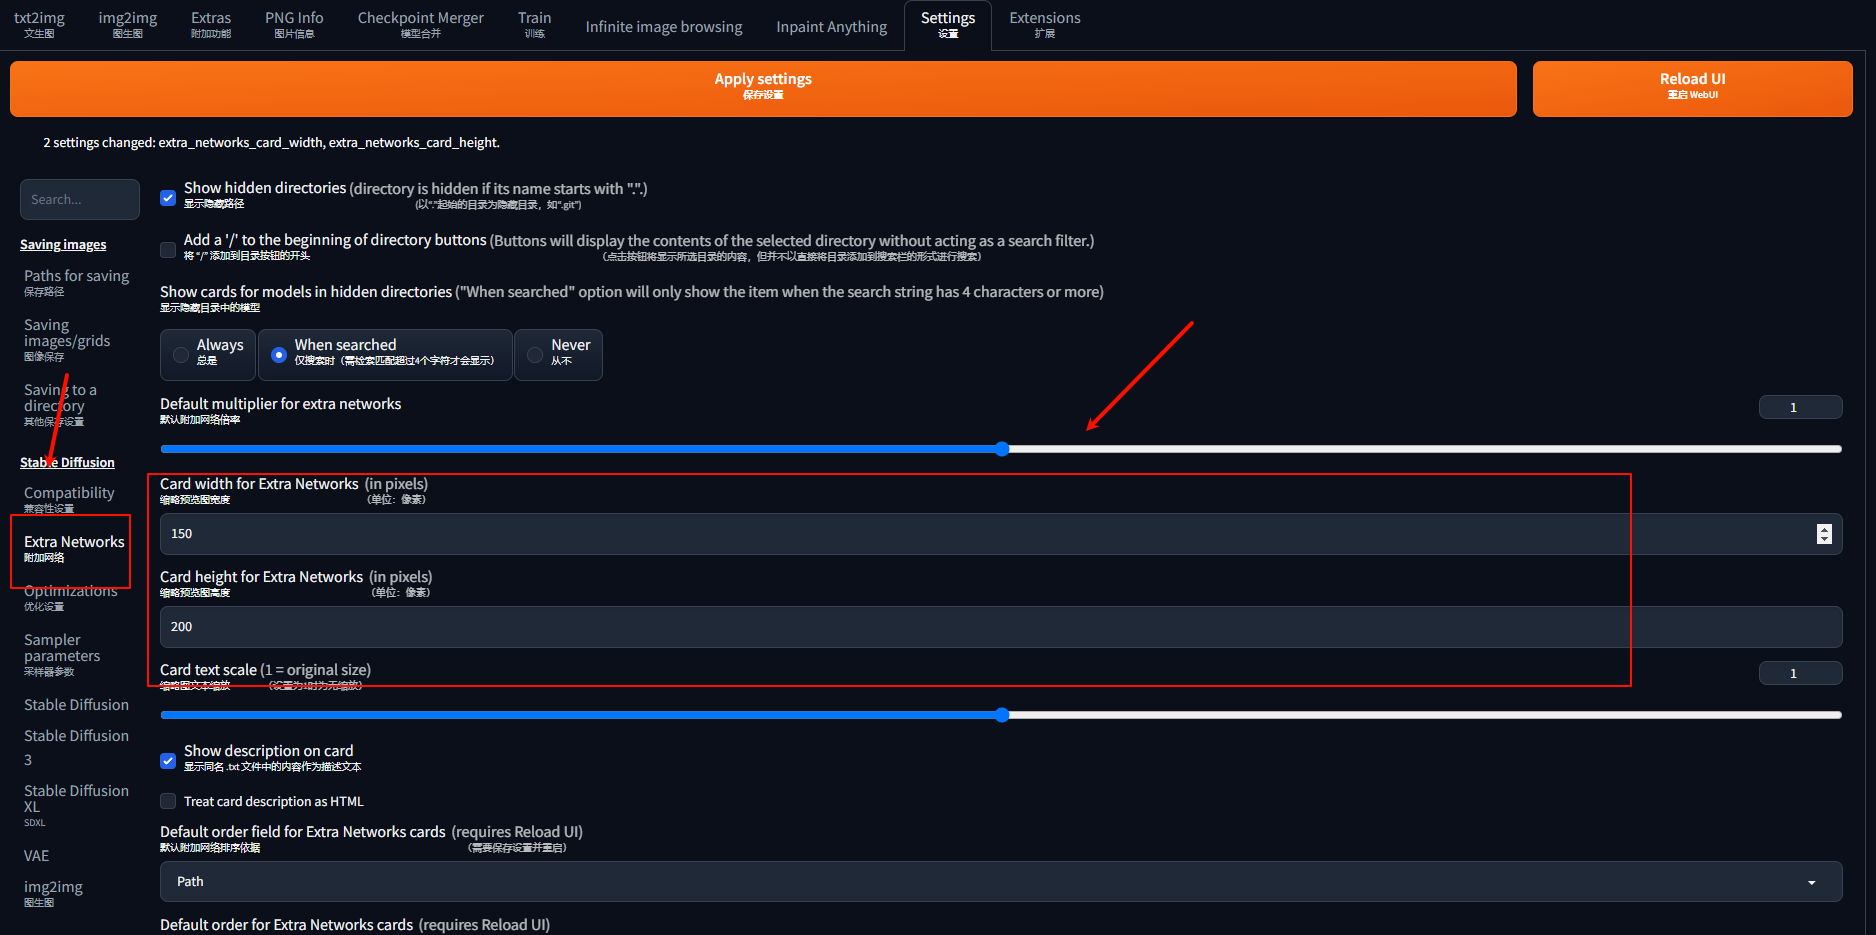 txt2img
文生图
img2img
图生图
Extras
附加功能
PNG Info
图片信息
Checkpoint Merger
模型合并
Train
训练
Infinite image browsing
Inpaint Anything
Settings
设置
Extensions
扩展
Apply settings
保存设置
Reload UI
重启 WebUI
2 settings changed: extra_networks_card_width, extra_networks_card_height.
Search...
Saving images
Paths for saving
保存路径
Saving
images/grids
图像保存
Saving to a
directory
其他保存设置
Stable Diffusion
Compatibility
兼容性设置
Extra Networks
附加网络
Optimizations
优化设置
Sampler
parameters
采样器参数
Stable Diffusion
Stable Diffusion
3
Stable Diffusion
XL
SDXL
VAE
img2img
图生图
Show hidden directories (directory is hidden if its name starts with ".".)
显示隐藏路径 (以“.”起始的目录为隐藏目录，如“.git”)
Add a '/' to the beginning of directory buttons (Buttons will display the contents of the selected directory without acting as a search filter.)
将 “/” 添加到目录按钮的开头 （点击按钮将显示所选目录的内容，但并不以直接将目录添加到搜索栏的形式进行搜索）
Show cards for models in hidden directories ("When searched" option will only show the item when the search string has 4 characters or more)
显示隐藏目录中的模型
Always
总是
When searched
仅搜索时（需检索匹配超过4个字符才会显示）
Never
从不
Default multiplier for extra networks
默认附加网络倍率
1
Card width for Extra Networks (in pixels)
缩略预览图宽度 （单位：像素）
150
Card height for Extra Networks (in pixels)
缩略预览图高度 （单位：像素）
200
Card text scale (1 = original size)
缩略图文本缩放 （设置为1时为无缩放）
1
Show description on card
显示同名 .txt 文件中的内容作为描述文本
Treat card description as HTML
Default order field for Extra Networks cards (requires Reload UI)
默认附加网络排序依据 （需要保存设置并重启）
Path
Default order for Extra Networks cards (requires Reload UI)